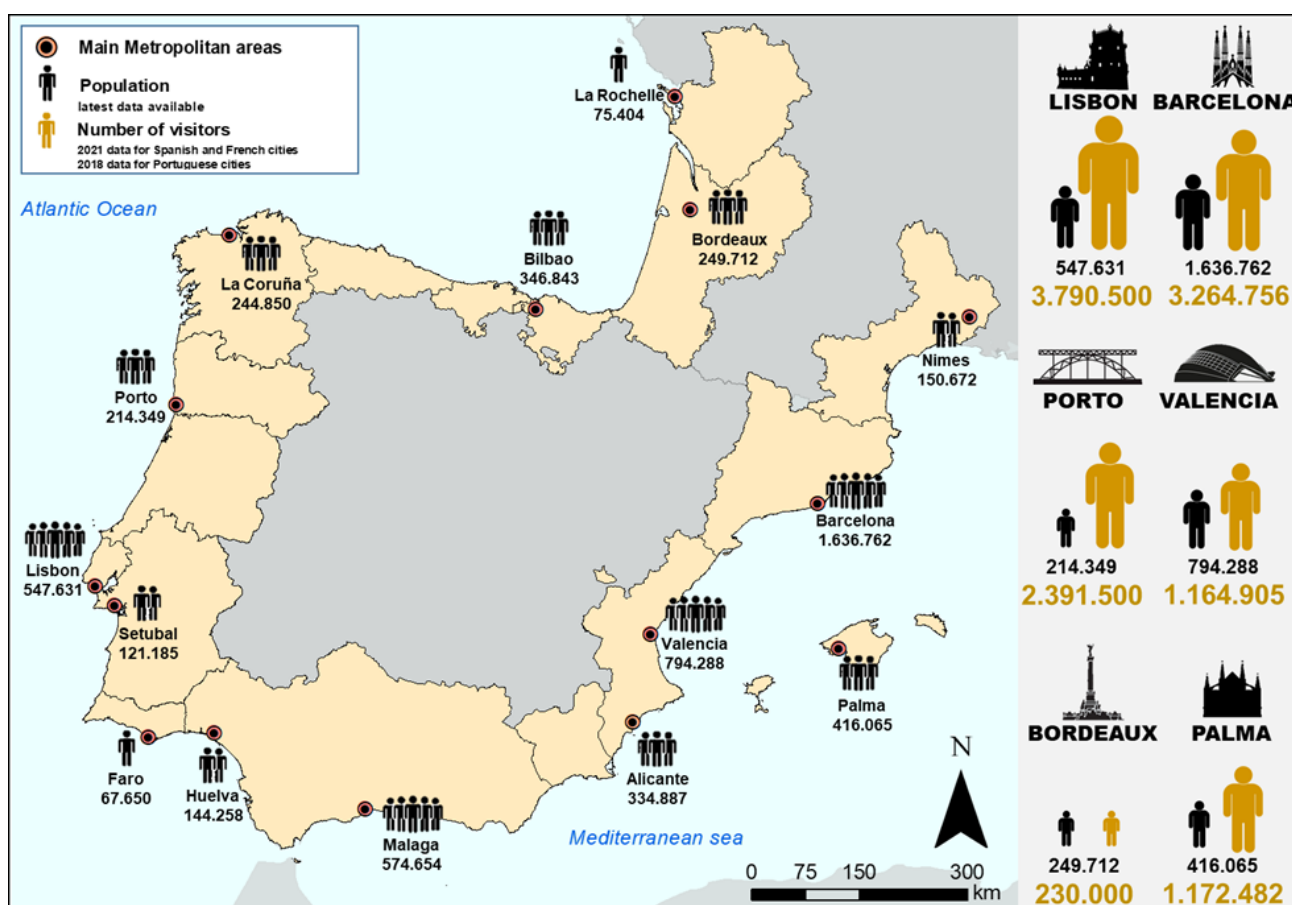 Main Metropolitan areas
Population
latest data available
Number of visitors
2021 data for Spanish and French cities
2018 data for Portuguese cities
Atlantic Ocean
La Rochelle
75.404
Bordeaux
249.712
Bilbao
346.843
La Coruña
244.850
Nimes
150.672
Porto
214.349
Barcelona
1.636.762
Lisbon
547.631
Setubal
121.185
Valencia
794.288
Palma
416.065
Faro
67.650
Huelva
144.258
Malaga
574.654
Alicante
334.887
Mediterranean sea
N
0 75 150 300
km
LISBON BARCELONA
547.631 1.636.762
3.790.500 3.264.756
PORTO VALENCIA
214.349 794.288
2.391.500 1.164.905
BORDEAUX PALMA
249.712 416.065
230.000 1.172.482